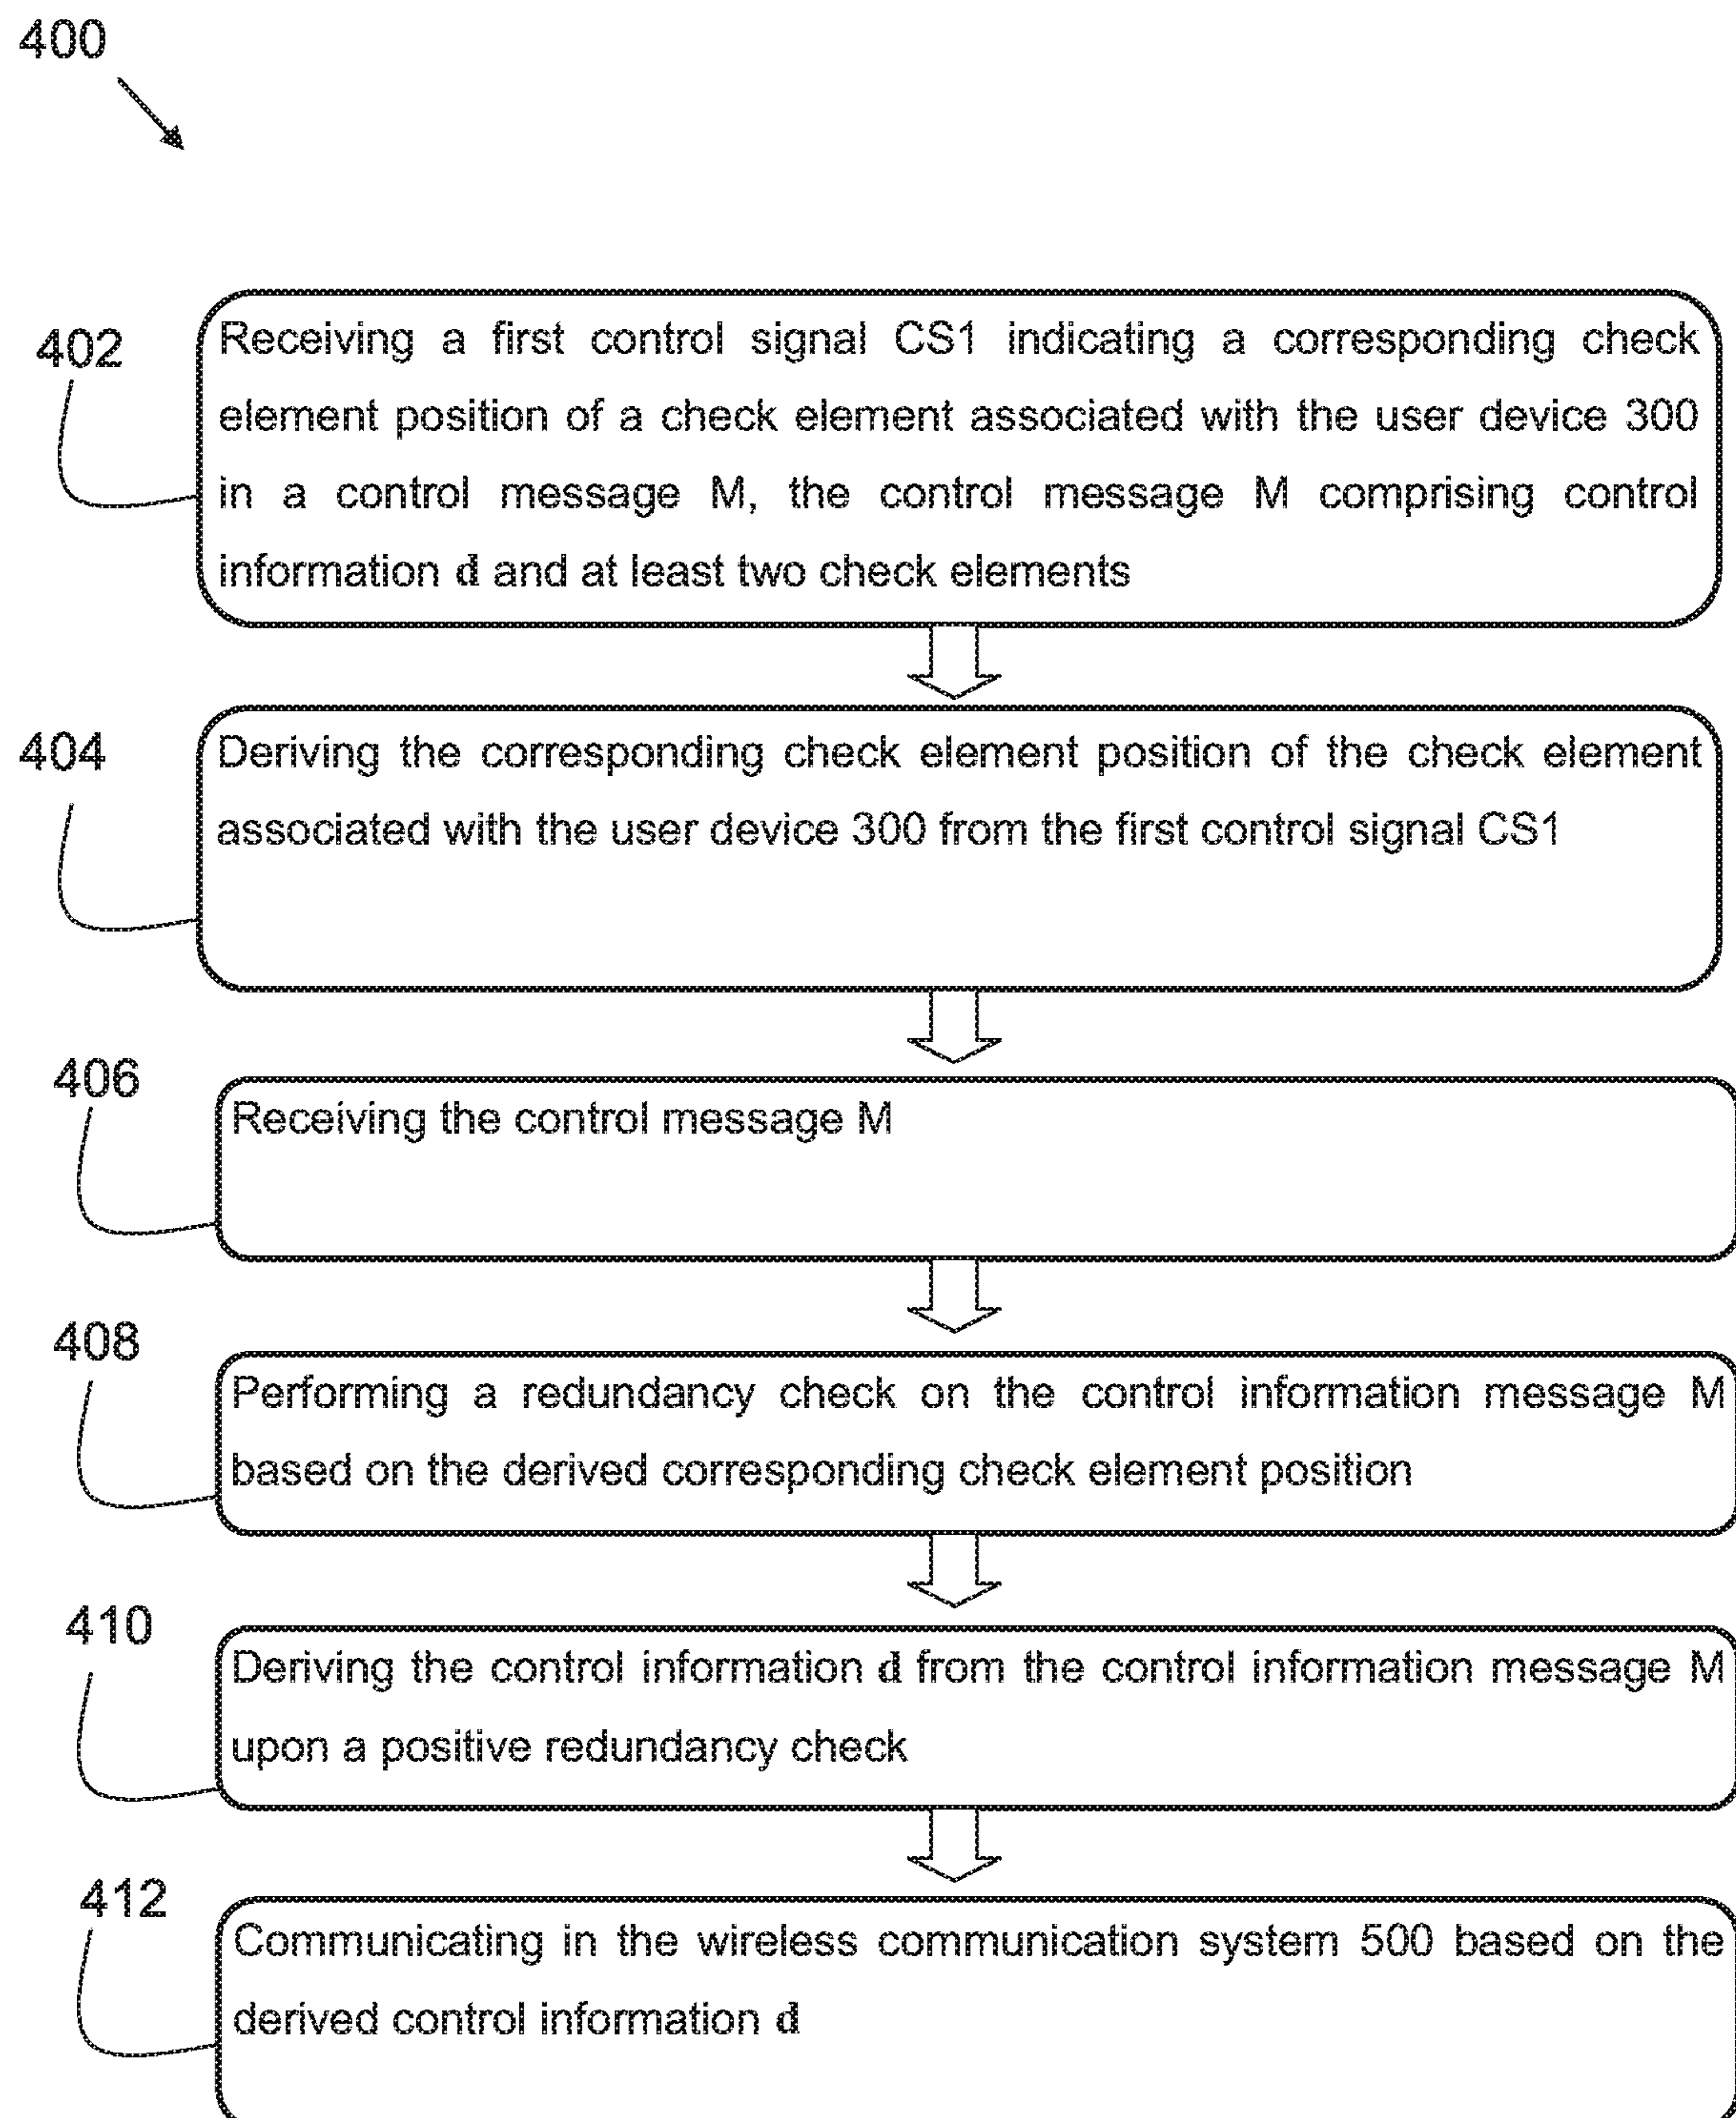 400
402
Receiving a first control signal CS1 indicating a corresponding check
element position of a check element associated with the user device 300
in a control message M, the control message M comprising control
information d and at least two check elements
404
Deriving the corresponding check element position of the check element
associated with the user device 300 from the first control signal CS1
406
Receiving the control message M
408
Performing a redundancy check on the control information message M
based on the derived corresponding check element position
410
Deriving the control information d from the control information message M
upon a positive redundancy check
412
Communicating in the wireless communication system 500 based on the
derived control information d